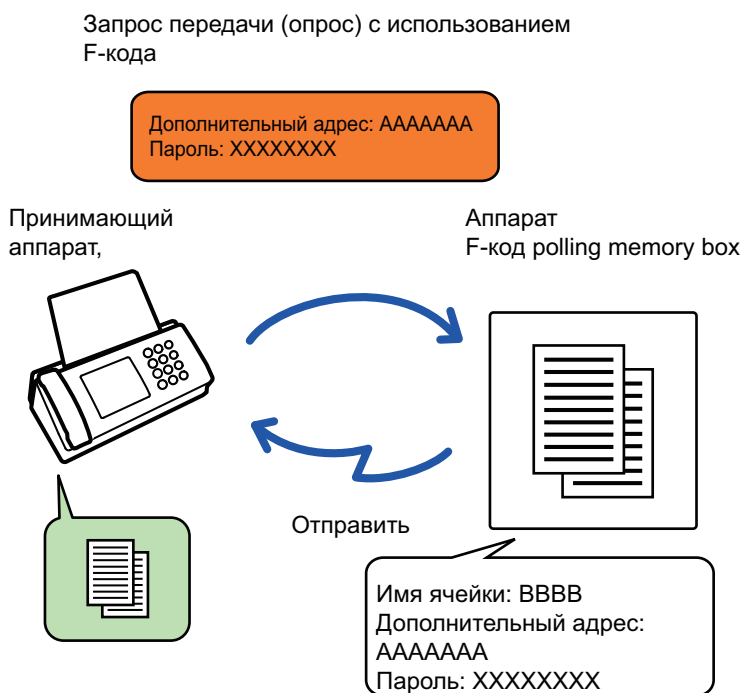 Запрос передачи (опрос) с использованием
F-кода
Дополнительный адрес: AAAAAAA
Пароль: XXXXXXXX
Принимающий
аппарат,
Аппарат
F-код polling memory box
Отправить
Имя ячейки: BBBB
Дополнительный адрес:
AAAAAAA
Пароль: XXXXXXXX